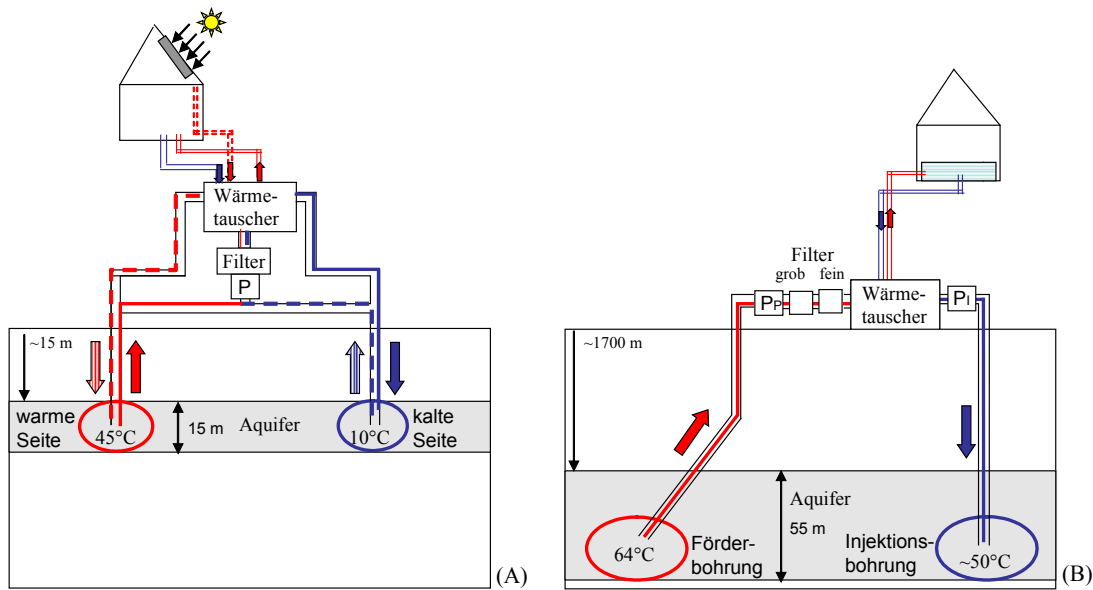 Wärme-
tauscher
Filter
P
~15 m
warme
Seite
45°C
15 m
Aquifer
10°C
kalte
Seite
(A)
Filter
grob fein
PP
Wärme-
tauscher
PI
~1700 m
Aquifer
55 m
64°C
Förder-
bohrung
Injektions-
bohrung
~50°C
(B)